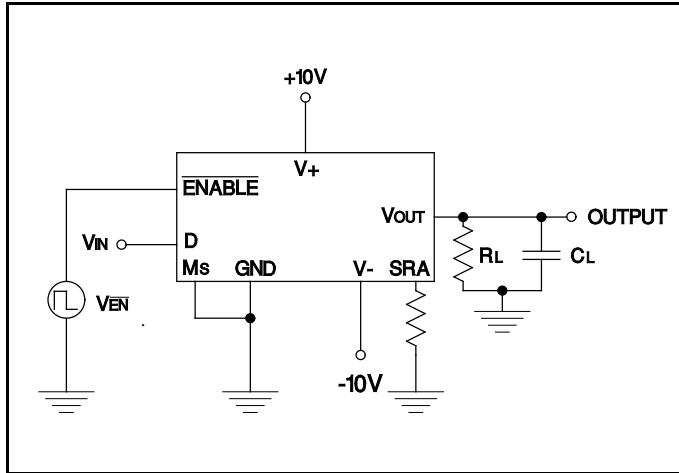 +10V
V+
ENABLE
VOUT
OUTPUT
VIN
D
RL
CL
Ms
GND
V-
SRA
VEN
-10V